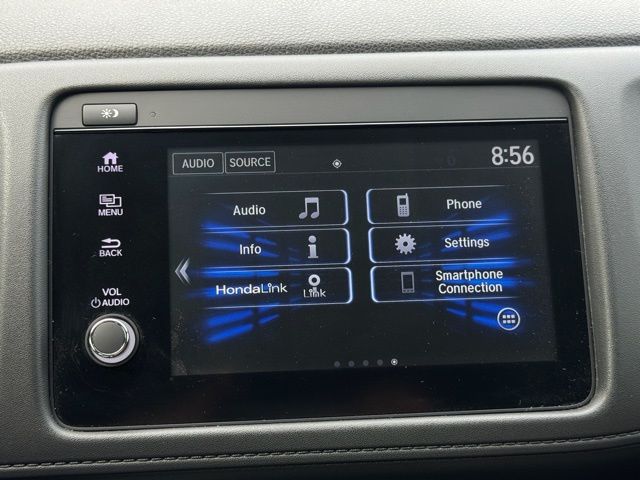 AUDIO SOURCE 8:56
HOME
MENU
BACK
VOL
AUDIO
Audio
Phone
Info
Settings
HondaLink
Link
Smartphone
Connection